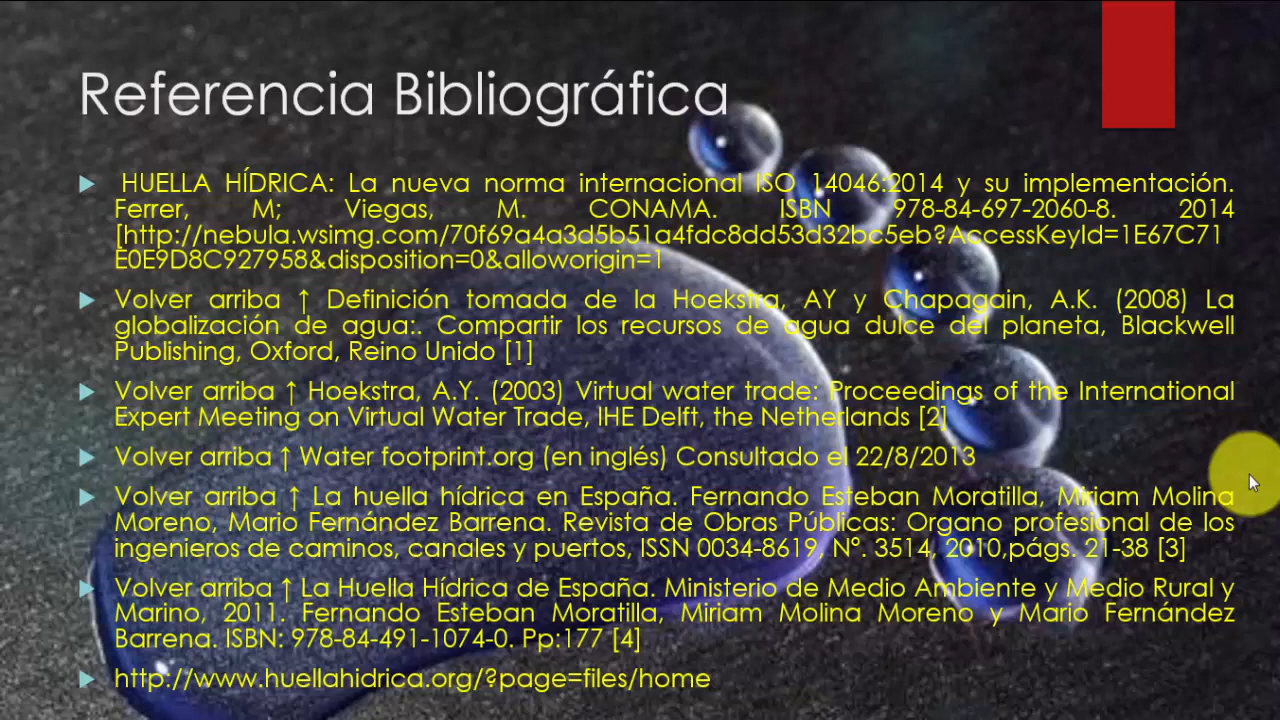 Referencia Bibliográfica
HUELLA HÍDRICA: La nueva norma internacional ISO 14046:2014 y su implementación.
Ferrer, M; Viegas, M. CONAMA. ISBN 978-84-697-2060-8. 2014
[http://nebula.wsimg.com/70f69a4a3d5b51a4fdc8dd53d32bc5eb?AccessKeyId=1E67C71
E0E9D8C927958&disposition=0&alloworigin=1
Volver arriba ↑ Definición tomada de la Hoekstra, AY y Chapagain, A.K. (2008) La
globalización de agua:. Compartir los recursos de agua dulce del planeta, Blackwell
Publishing, Oxford, Reino Unido [1]
Volver arriba ↑ Hoekstra, A.Y. (2003) Virtual water trade: Proceedings of the International
Expert Meeting on Virtual Water Trade, IHE Delft, the Netherlands [2]
Volver arriba ↑ Water footprint.org (en inglés) Consultado el 22/8/2013
Volver arriba ↑ La huella hídrica en España. Fernando Esteban Moratilla, Miriam Molina
Moreno, Mario Fernández Barrena. Revista de Obras Públicas: Organo profesional de los
ingenieros de caminos, canales y puertos, ISSN 0034-8619, Nº. 3514, 2010,págs. 21-38 [3]
Volver arriba ↑ La Huella Hídrica de España. Ministerio de Medio Ambiente y Medio Rural y
Marino, 2011. Fernando Esteban Moratilla, Miriam Molina Moreno y Mario Fernández
Barrena. ISBN: 978-84-491-1074-0. Pp:177 [4]
http://www.huellahidrica.org/?page=files/home